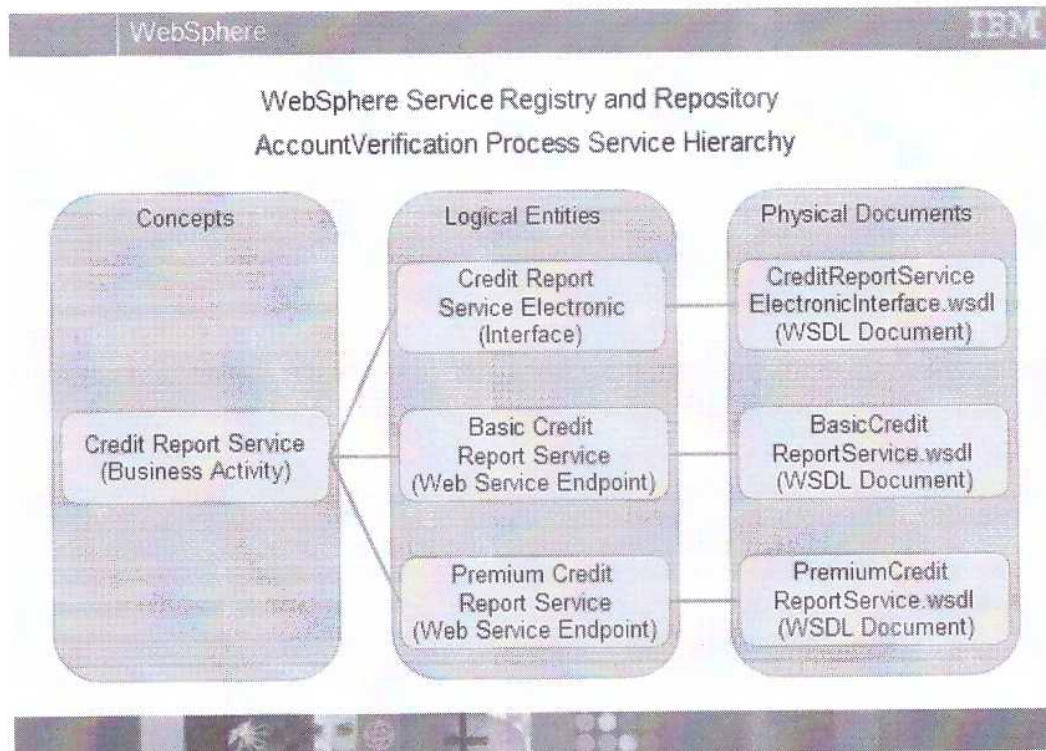 WebSphere
IBM
WebSphere Service Registry and Repository
AccountVerification Process Service Hierarchy
Concepts
Credit Report Service
(Business Activity)
Logical Entities
Credit Report
Service Electronic
(Interface)
Basic Credit
Report Service
(Web Service Endpoint)
Premium Credit
Report Service
(Web Service Endpoint)
Physical Documents
CreditReportService
ElectronicInterface.wsdl
(WSDL Document)
BasicCredit
ReportService.wsdl
(WSDL Document)
PremiumCredit
ReportService.wsdl
(WSDL Document)